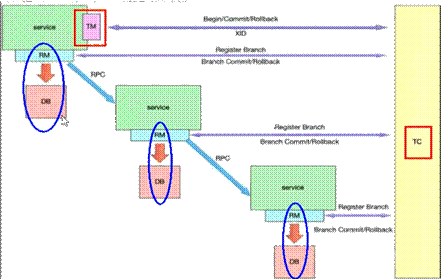 service
TM
Begin/Commit/Rollback
XID
RM
Register Branch
Branch Commit/Rollback
RPC
DB
service
RM
Register Branch
Branch Commit/Rollback
TC
RPC
DB
service
RM
Register Branch
Branch Commit/Rollback
DB